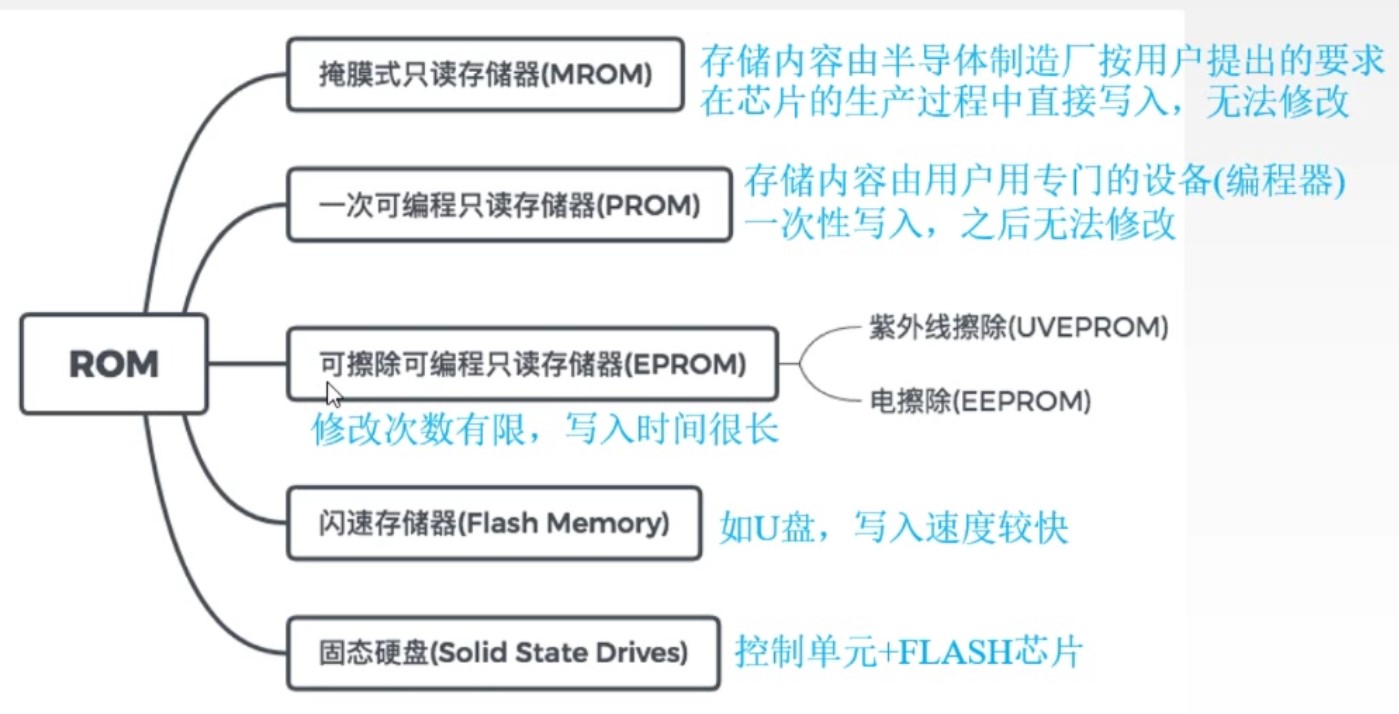 掩膜式只读存储器(MROM)
存储内容由半导体制造厂按用户提出的要求
在芯片的生产过程中直接写入，无法修改
一次可编程只读存储器(PROM)
存储内容由用户用专门的设备(编程器)
一次性写入，之后无法修改
ROM
可擦除可编程只读存储器(EPROM)
紫外线擦除(UVEPROM)
电擦除(EEPROM)
修改次数有限，写入时间很长
闪速存储器(Flash Memory)
如U盘，写入速度较快
固态硬盘(Solid State Drives)
控制单元+FLASH芯片